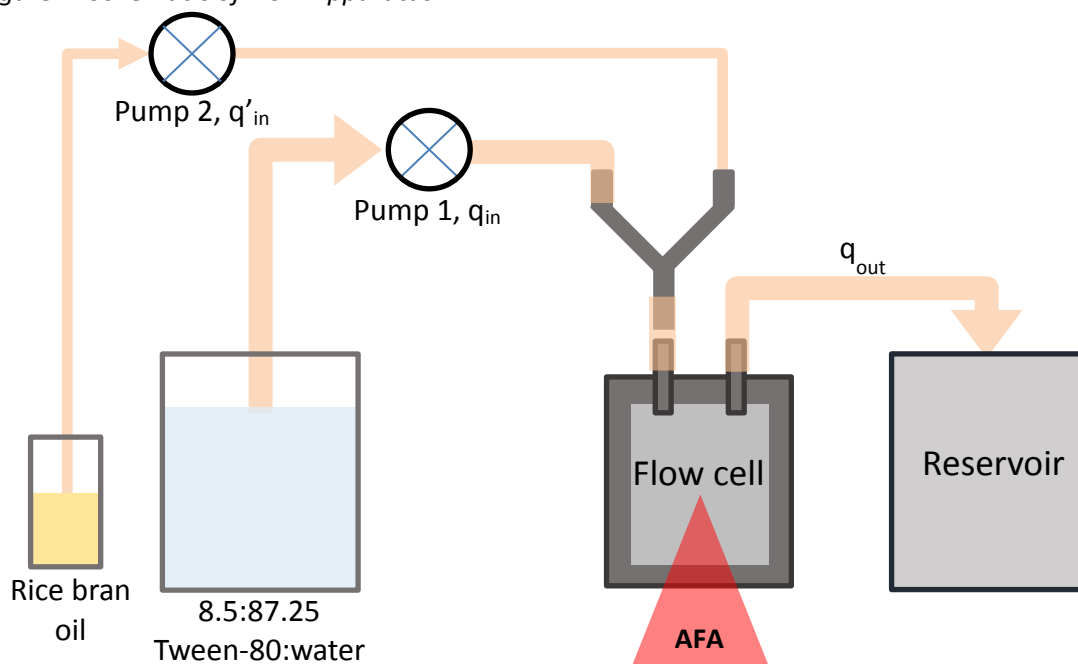 Pump 2, q'in
Pump 1, qin
qout
Flow cell
Reservoir
AFA
Rice bran
oil
8.5:87.25
Tween-80:water